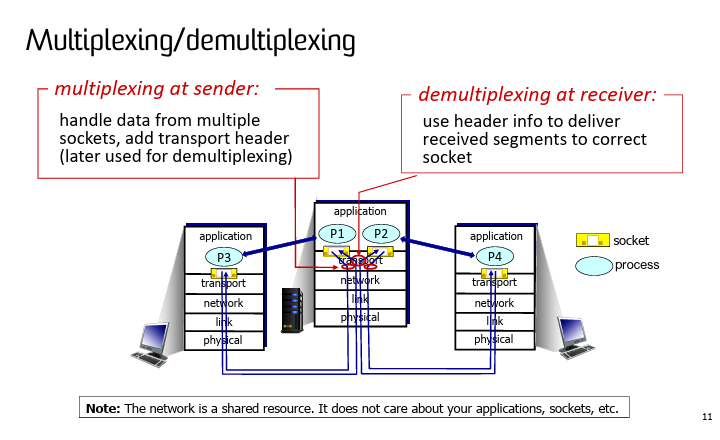 Multiplexing/demultiplexing
multiplexing at sender:
handle data from multiple
sockets, add transport header
(later used for demultiplexing)
demultiplexing at receiver:
use header info to deliver
received segments to correct
socket
application
P3
transport
network
link
physical
application
P1
P2
transport
network
link
physical
application
P4
transport
network
link
physical
socket
process
Note: The network is a shared resource. It does not care about your applications, sockets, etc.
11